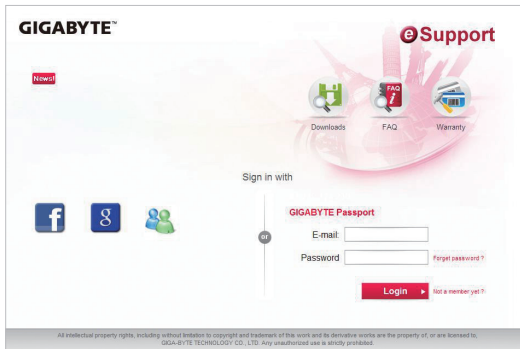 GIGABYTE™
eSupport
News!
FAQ
Downloads
FAQ
Warranty
Sign in with
f
8
or
GIGABYTE Passport
E-mail:
Password
Forget password ?
Login
Not a member yet ?
All intellectual property rights, including without limitation to copyright and trademark of this work and its derivative works are the property of, or are licensed to,
GIGA-BYTE TECHNOLOGY CO., LTD. Any unauthorized use is strictly prohibited.